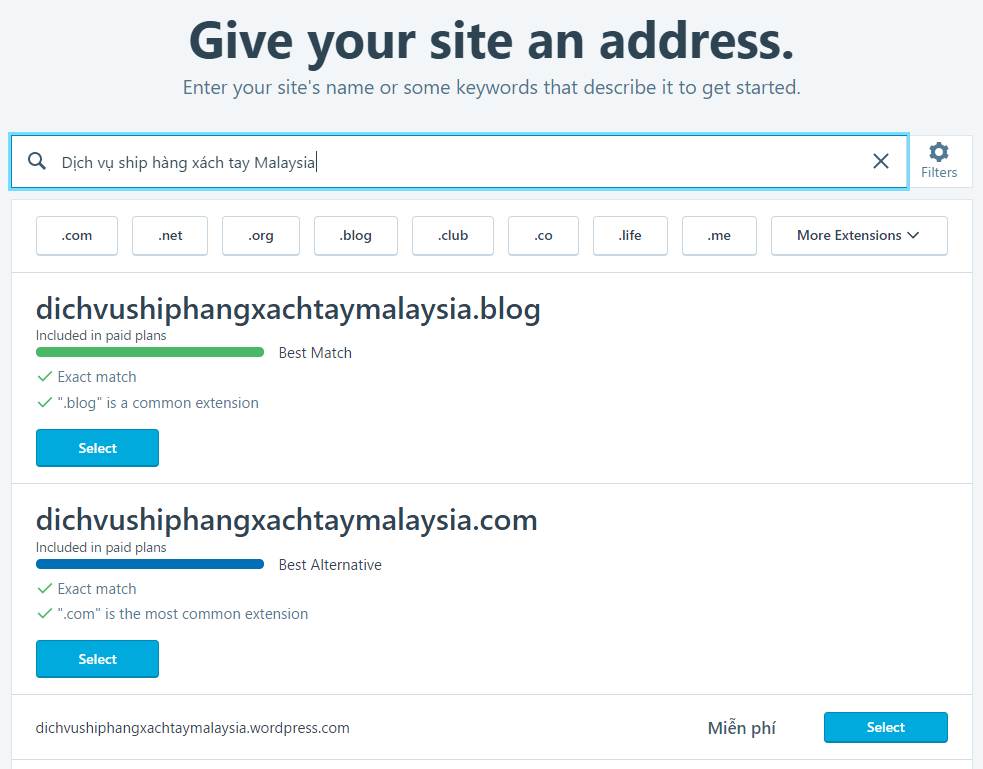 Give your site an address.
Enter your site's name or some keywords that describe it to get started.
Dịch vụ ship hàng xách tay Malaysia
Filters
.com .net .org .blog .club .co .life .me More Extensions
dichvushiphangxachtaymalaysia.blog
Included in paid plans
Best Match
Exact match
".blog" is a common extension
Select
dichvushiphangxachtaymalaysia.com
Included in paid plans
Best Alternative
Exact match
".com" is the most common extension
Select
dichvushiphangxachtaymalaysia.wordpress.com Miễn phí Select